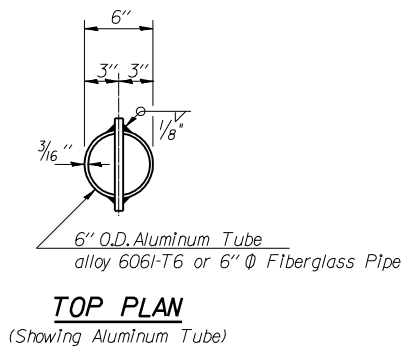 6"
3" 3"
1/8"
3/16"
6" O.D. Aluminum Tube
alloy 6061-T6 or 6" Φ Fiberglass Pipe
TOP PLAN
(Showing Aluminum Tube)